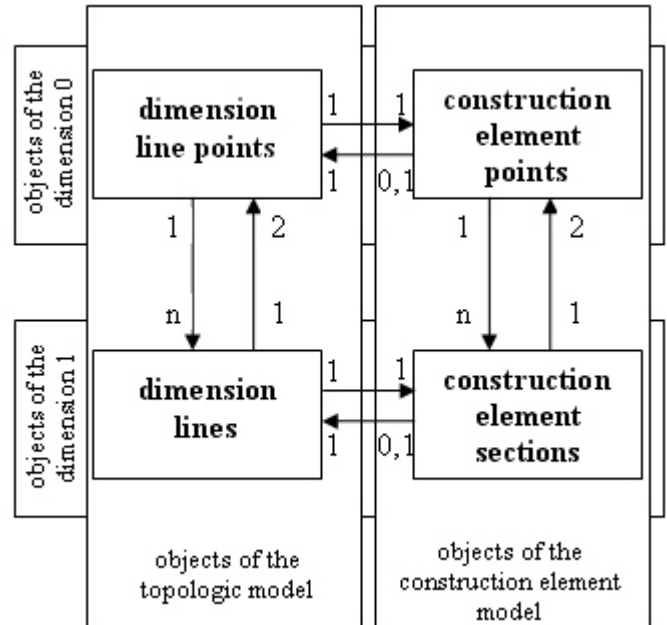 objects of the
dimension 0
dimension
line points
1
1
construction
element
points
1
0,1
1
2
1
2
n
1
n
1
objects of the
dimension 1
dimension
lines
1
1
construction
element
sections
1
0,1
objects of the
topologic model
objects of the
construction element
model